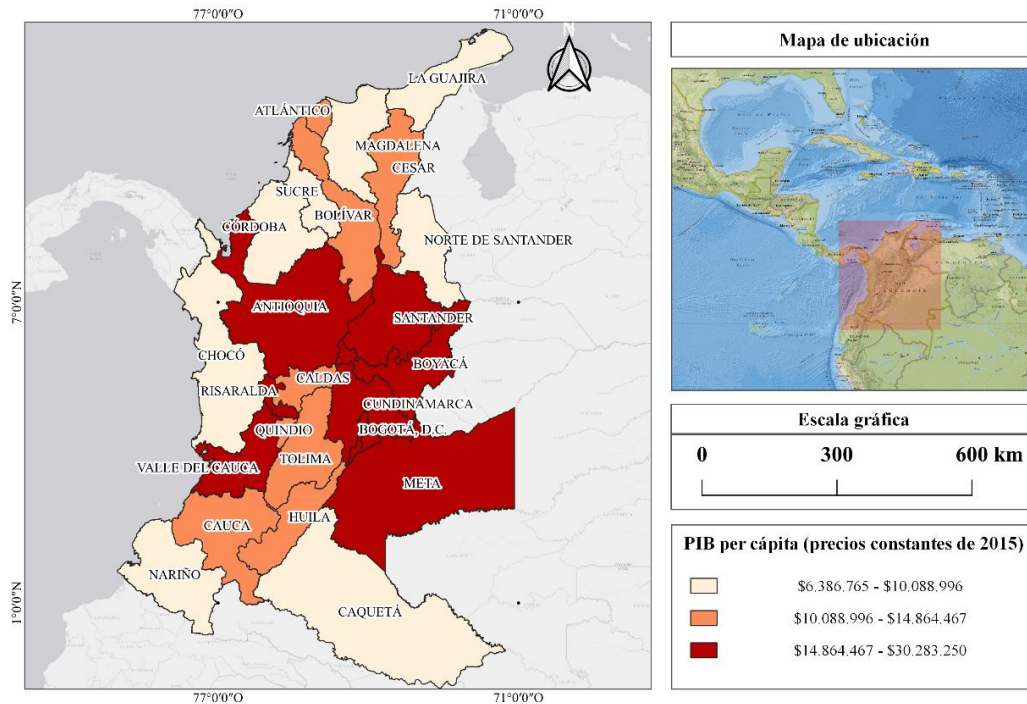 77°0′0″O
71°0′0″O
N
LA GUAJIRA
ATLÁNTICO
MAGDALENA
CESAR
SUCRE
BOLÍVAR
CÓRDOBA
NORTE DE SANTANDER
7°0′0″N
ANTIOQUIA
SANTANDER
CHOCÓ
BOYACÁ
CALDAS
RISARALDA
CUNDINAMARCA
QUINDIO
BOGOTÁ, D.C.
TOLIMA
VALLE DEL CAUCA
META
HUILA
CAUCA
NARIÑO
CAQUETÁ
1°0′0″N
77°0′0″O
71°0′0″O
Mapa de ubicación
Escala gráfica
0 300 600 km
PIB per cápita (precios constantes de 2015)
$6.386.765 - $10.088.996
$10.088.996 - $14.864.467
$14.864.467 - $30.283.250